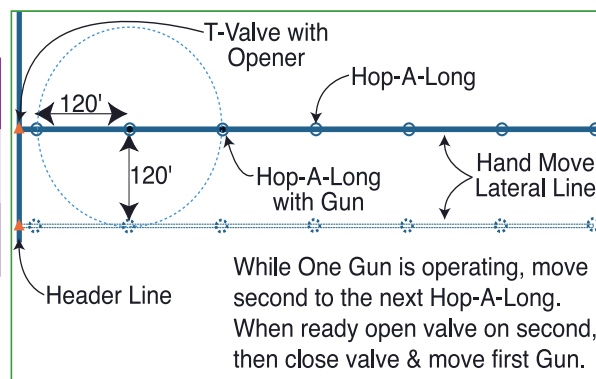 T-Valve with
Opener
Hop-A-Long
120'
120'
Hop-A-Long
with Gun
Hand Move
Lateral Line
Header Line
While One Gun is operating, move
second to the next Hop-A-Long.
When ready open valve on second,
then close valve & move first Gun.